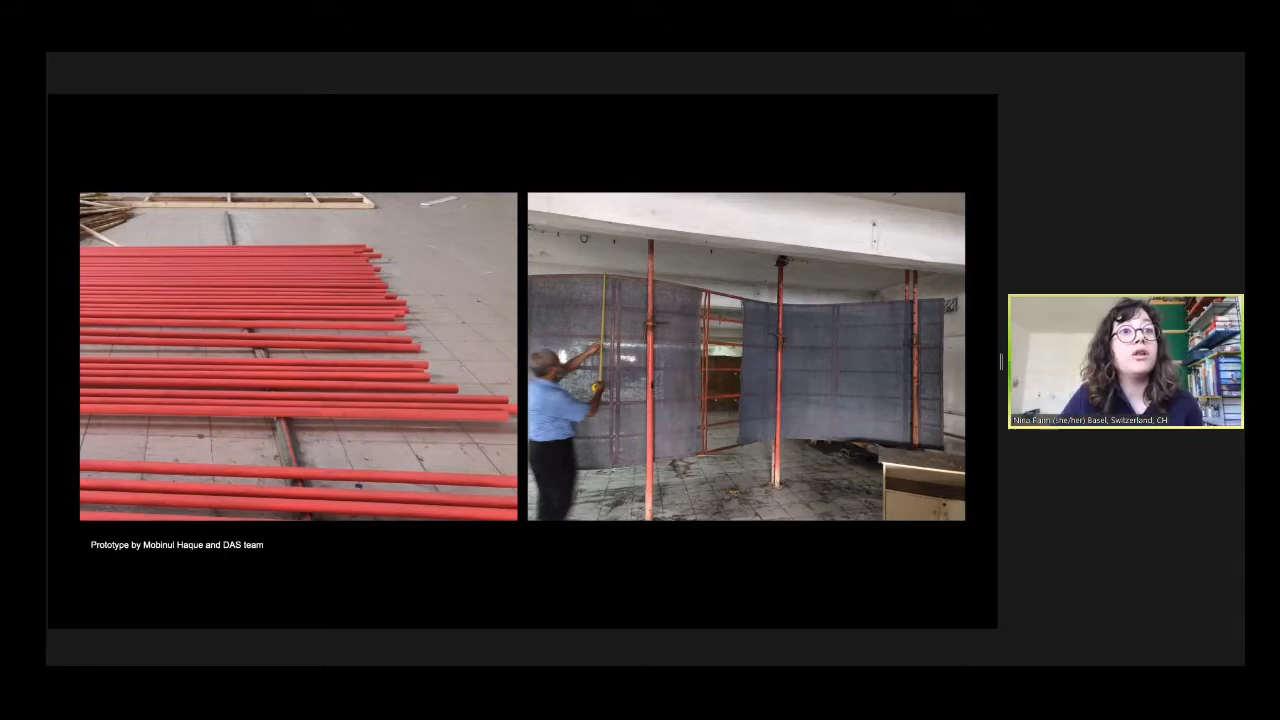 Nina Paim (she/her) Basel, Switzerland, CH
Prototype by Mobinul Haque and DAS team